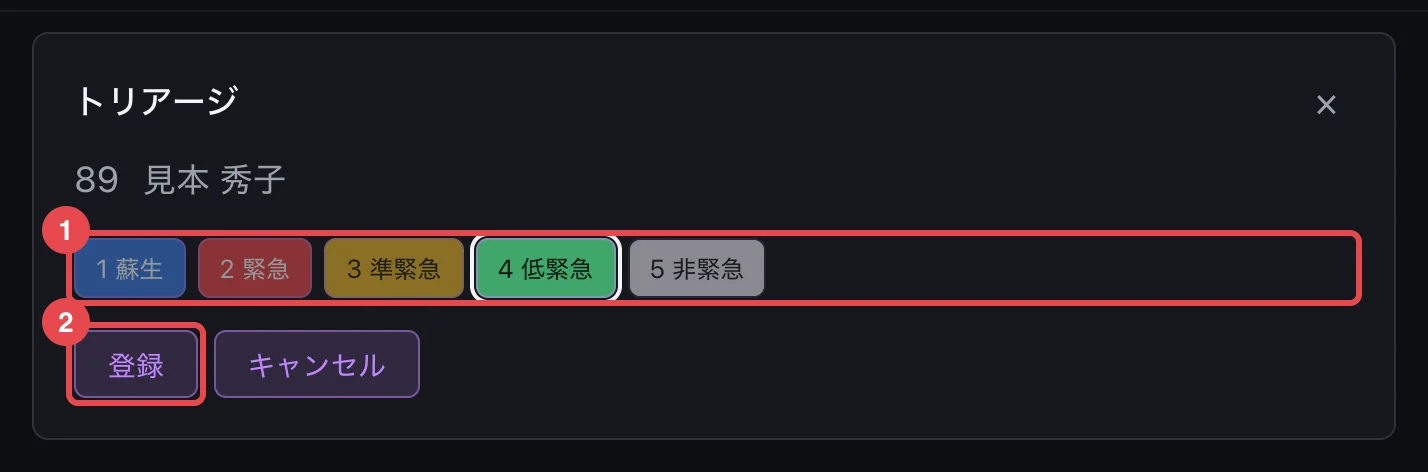 トリアージ ×
89 見本 秀子
1
1 蘇生 2 緊急 3 準緊急 4 低緊急 5 非緊急
2
登録 キャンセル